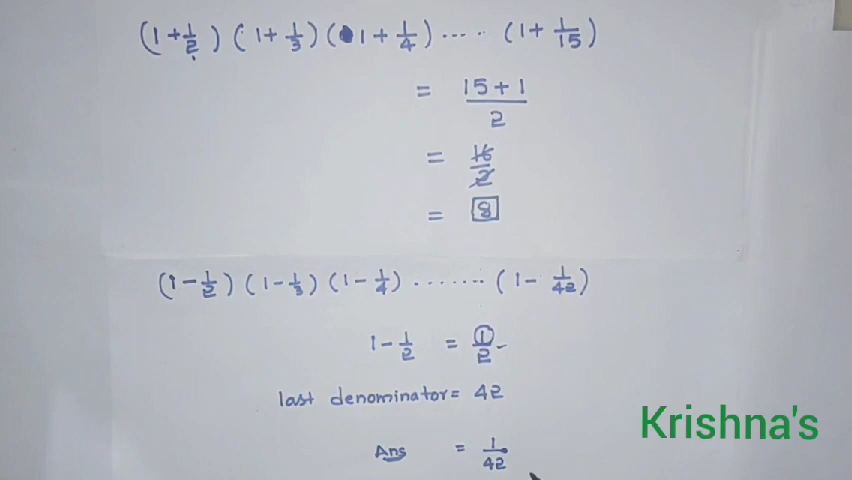 (1+1/2) (1+1/3) (1+1/4) ..... (1+1/15)
= 15+1/2
= 16/2
= 8
(1-1/2) (1-1/3) (1-1/4) ....... (1-1/42)
1-1/2 = 1/2
last denominator = 42
Krishna's
Ans = 1/42